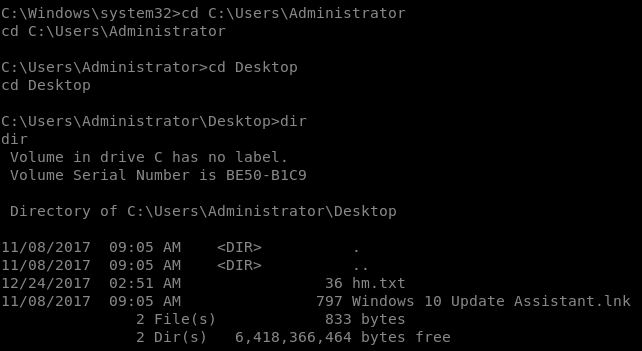 C:\Windows\system32>cd C:\Users\Administrator
cd C:\Users\Administrator
C:\Users\Administrator>cd Desktop
cd Desktop
C:\Users\Administrator\Desktop>dir
dir
 Volume in drive C has no label.
 Volume Serial Number is BE50-B1C9
 Directory of C:\Users\Administrator\Desktop
11/08/2017  09:05 AM    <DIR>          .
11/08/2017  09:05 AM    <DIR>          ..
12/24/2017  02:51 AM                36 hm.txt
11/08/2017  09:05 AM               797 Windows 10 Update Assistant.lnk
               2 File(s)            833 bytes
               2 Dir(s)   6,418,366,464 bytes free